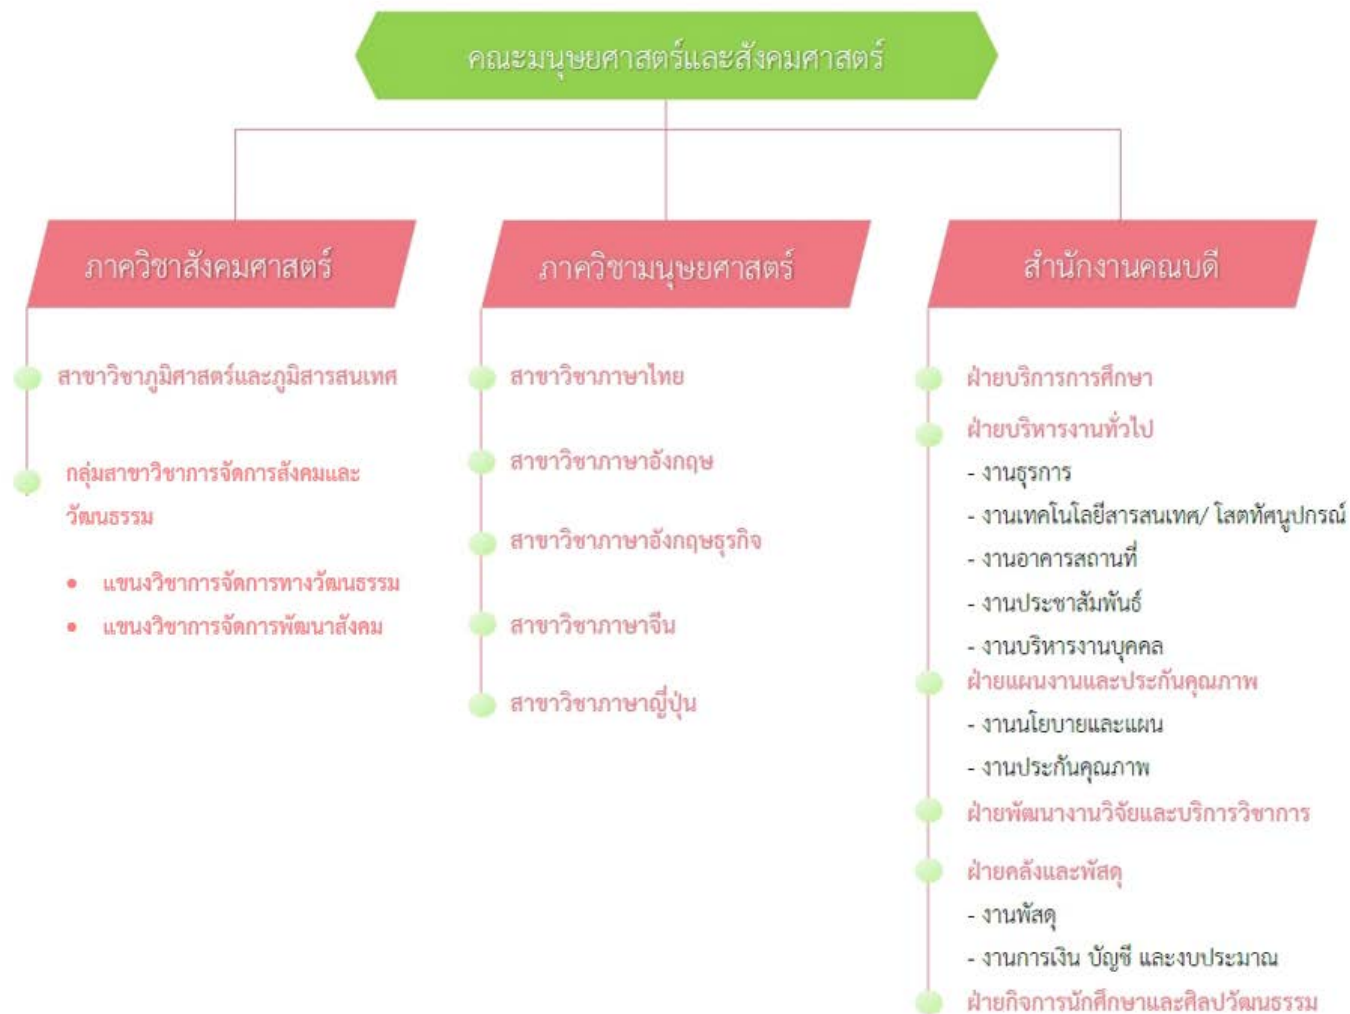 คณะมนุษยศาสตร์และสังคมศาสตร์
ภาควิชาสังคมศาสตร์
สาขาวิชาภูมิศาสตร์และภูมิสารสนเทศ
กลุ่มสาขาวิชาการจัดการสังคมและ
วัฒนธรรม
• แขนงวิชาการจัดการทางวัฒนธรรม
• แขนงวิชาการจัดการพัฒนาสังคม
ภาควิชามนุษยศาสตร์
สาขาวิชาภาษาไทย
สาขาวิชาภาษาอังกฤษ
สาขาวิชาภาษาอังกฤษธุรกิจ
สาขาวิชาภาษาจีน
สาขาวิชาภาษาญี่ปุ่น
สำนักงานคณบดี
ฝ่ายบริการการศึกษา
ฝ่ายบริหารงานทั่วไป
- งานธุรการ
- งานเทคโนโลยีสารสนเทศ/ โสตทัศนูปกรณ์
- งานอาคารสถานที่
- งานประชาสัมพันธ์
- งานบริหารงานบุคคล
ฝ่ายแผนงานและประกันคุณภาพ
- งานนโยบายและแผน
- งานประกันคุณภาพ
ฝ่ายพัฒนางานวิจัยและบริการวิชาการ
ฝ่ายคลังและพัสดุ
- งานพัสดุ
- งานการเงิน บัญชี และงบประมาณ
ฝ่ายกิจการนักศึกษาและศิลปวัฒนธรรม